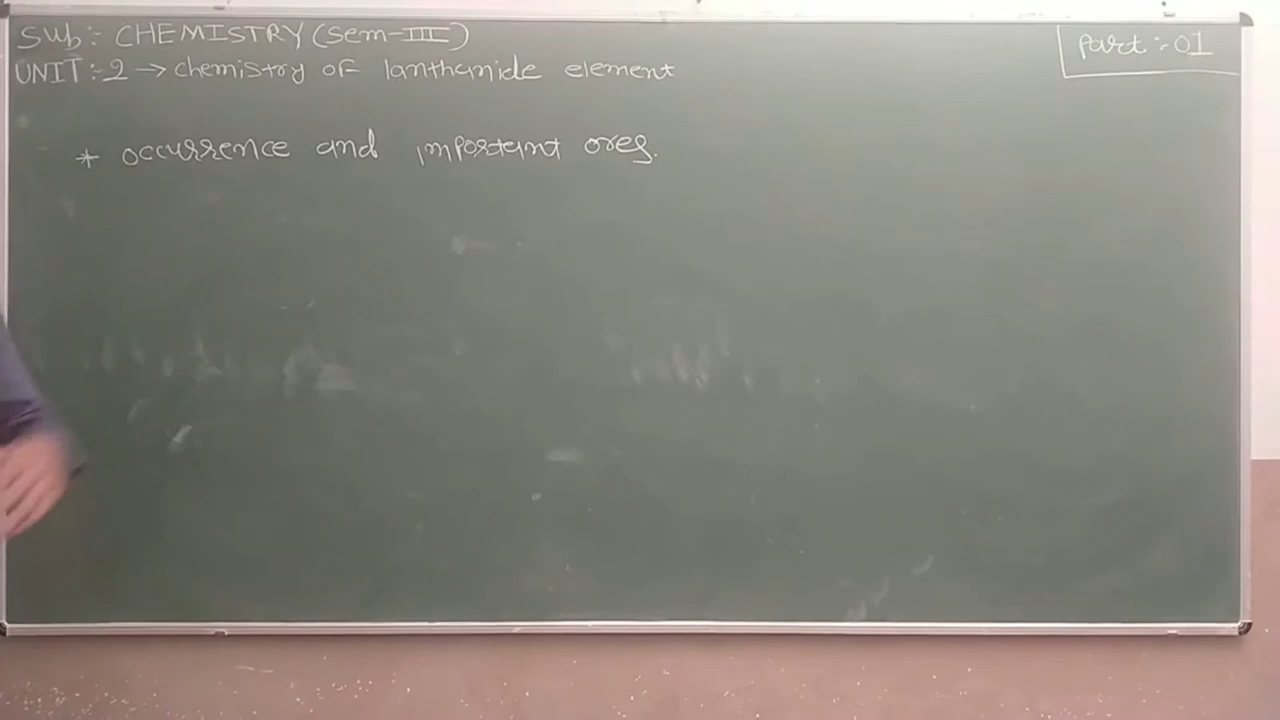 Sub:- CHEMISTRY (Sem-III)
Part:-01
UNIT:-2 → chemistry of lanthanide element
* occurrence and important ores.